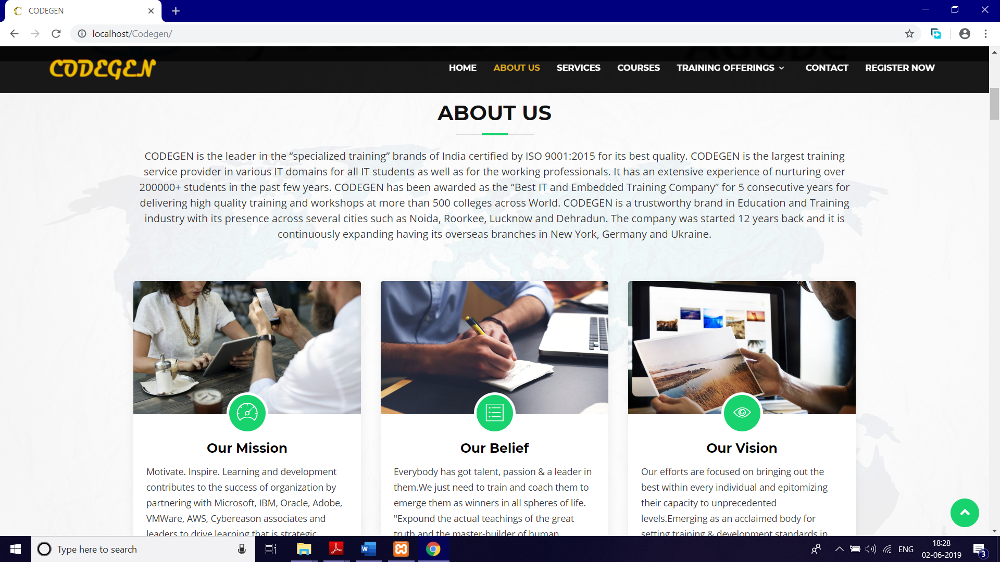 CODEGEN
localhost/Codegen/
CODEGEN
HOME ABOUT US SERVICES COURSES TRAINING OFFERINGS CONTACT REGISTER NOW
ABOUT US
CODEGEN is the leader in the “specialized training” brands of India certified by ISO 9001:2015 for its best quality. CODEGEN is the largest training
service provider in various IT domains for all IT students as well as for the working professionals. It has an extensive experience of nurturing over
200000+ students in the past few years. CODEGEN has been awarded as the “Best IT and Embedded Training Company” for 5 consecutive years for
delivering high quality training and workshops at more than 500 colleges across World. CODEGEN is a trustworthy brand in Education and Training
industry with its presence across several cities such as Noida, Roorkee, Lucknow and Dehradun. The company was started 12 years back and it is
continuously expanding having its overseas branches in New York, Germany and Ukraine.
Our Mission
Motivate. Inspire. Learning and development
contributes to the success of organization by
partnering with Microsoft, IBM, Oracle, Adobe,
VMWare, AWS, Cybereason associates and
leaders to drive learning that is strategic
Our Belief
Everybody has got talent, passion & a leader in
them.We just need to train and coach them to
emerge them as winners in all spheres of life.
"Expound the actual teachings of the great
truth and the master-builder of human
Our Vision
Our efforts are focused on bringing out the
best within every individual and epitomizing
their capacity to unprecedented
levels.Emerging as an acclaimed body for
setting training & development standards in
Type here to search
ENG
18:28
02-06-2019
3